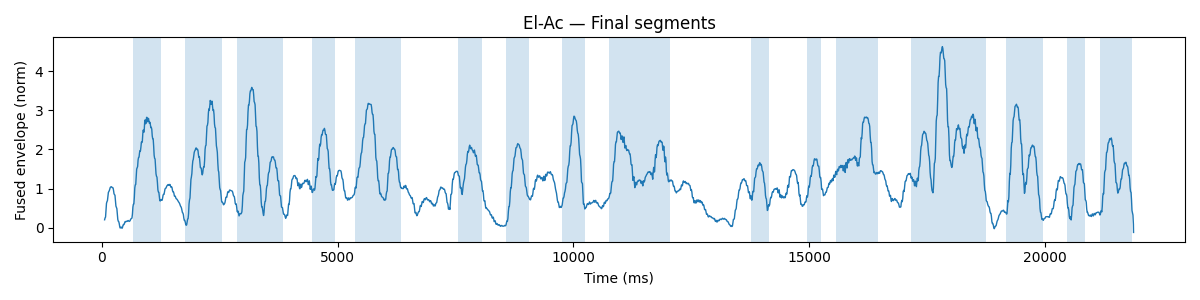 El-Ac — Final segments
Fused envelope (norm)
4
3
2
1
0
0 5000 10000 15000 20000
Time (ms)